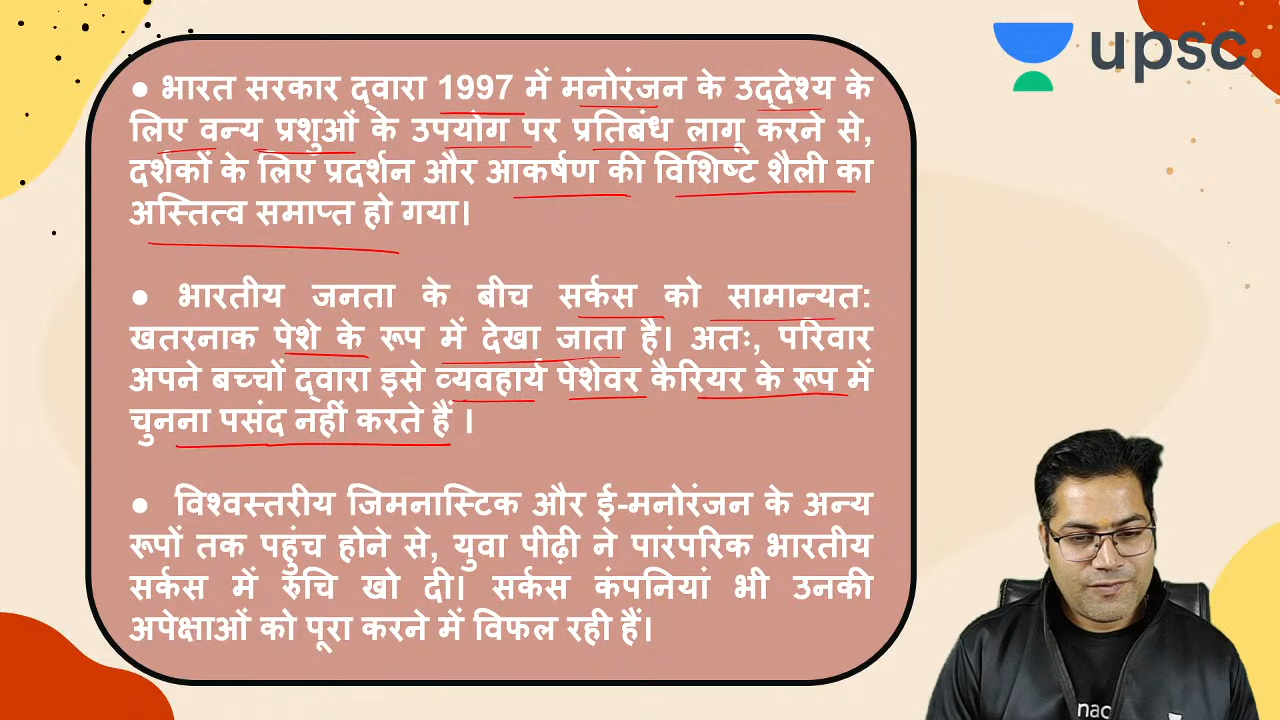 upsc
● भारत सरकार द्वारा 1997 में मनोरंजन के उद्देश्य के
लिए वन्य प्रशुओं के उपयोग पर प्रतिबंध लागू करने से,
दर्शकों के लिए प्रदर्शन और आकर्षण की विशिष्ट शैली का
अस्तित्व समाप्त हो गया।
● भारतीय जनता के बीच सर्कस को सामान्यत:
खतरनाक पेशे के रूप में देखा जाता है। अतः, परिवार
अपने बच्चों द्वारा इसे व्यवहार्य पेशेवर कैरियर के रूप में
चुनना पसंद नहीं करते हैं ।
● विश्वस्तरीय जिमनास्टिक और ई-मनोरंजन के अन्य
रूपों तक पहुंच होने से, युवा पीढ़ी ने पारंपरिक भारतीय
सर्कस में रुचि खो दी। सर्कस कंपनियां भी उनकी
अपेक्षाओं को पूरा करने में विफल रही हैं।